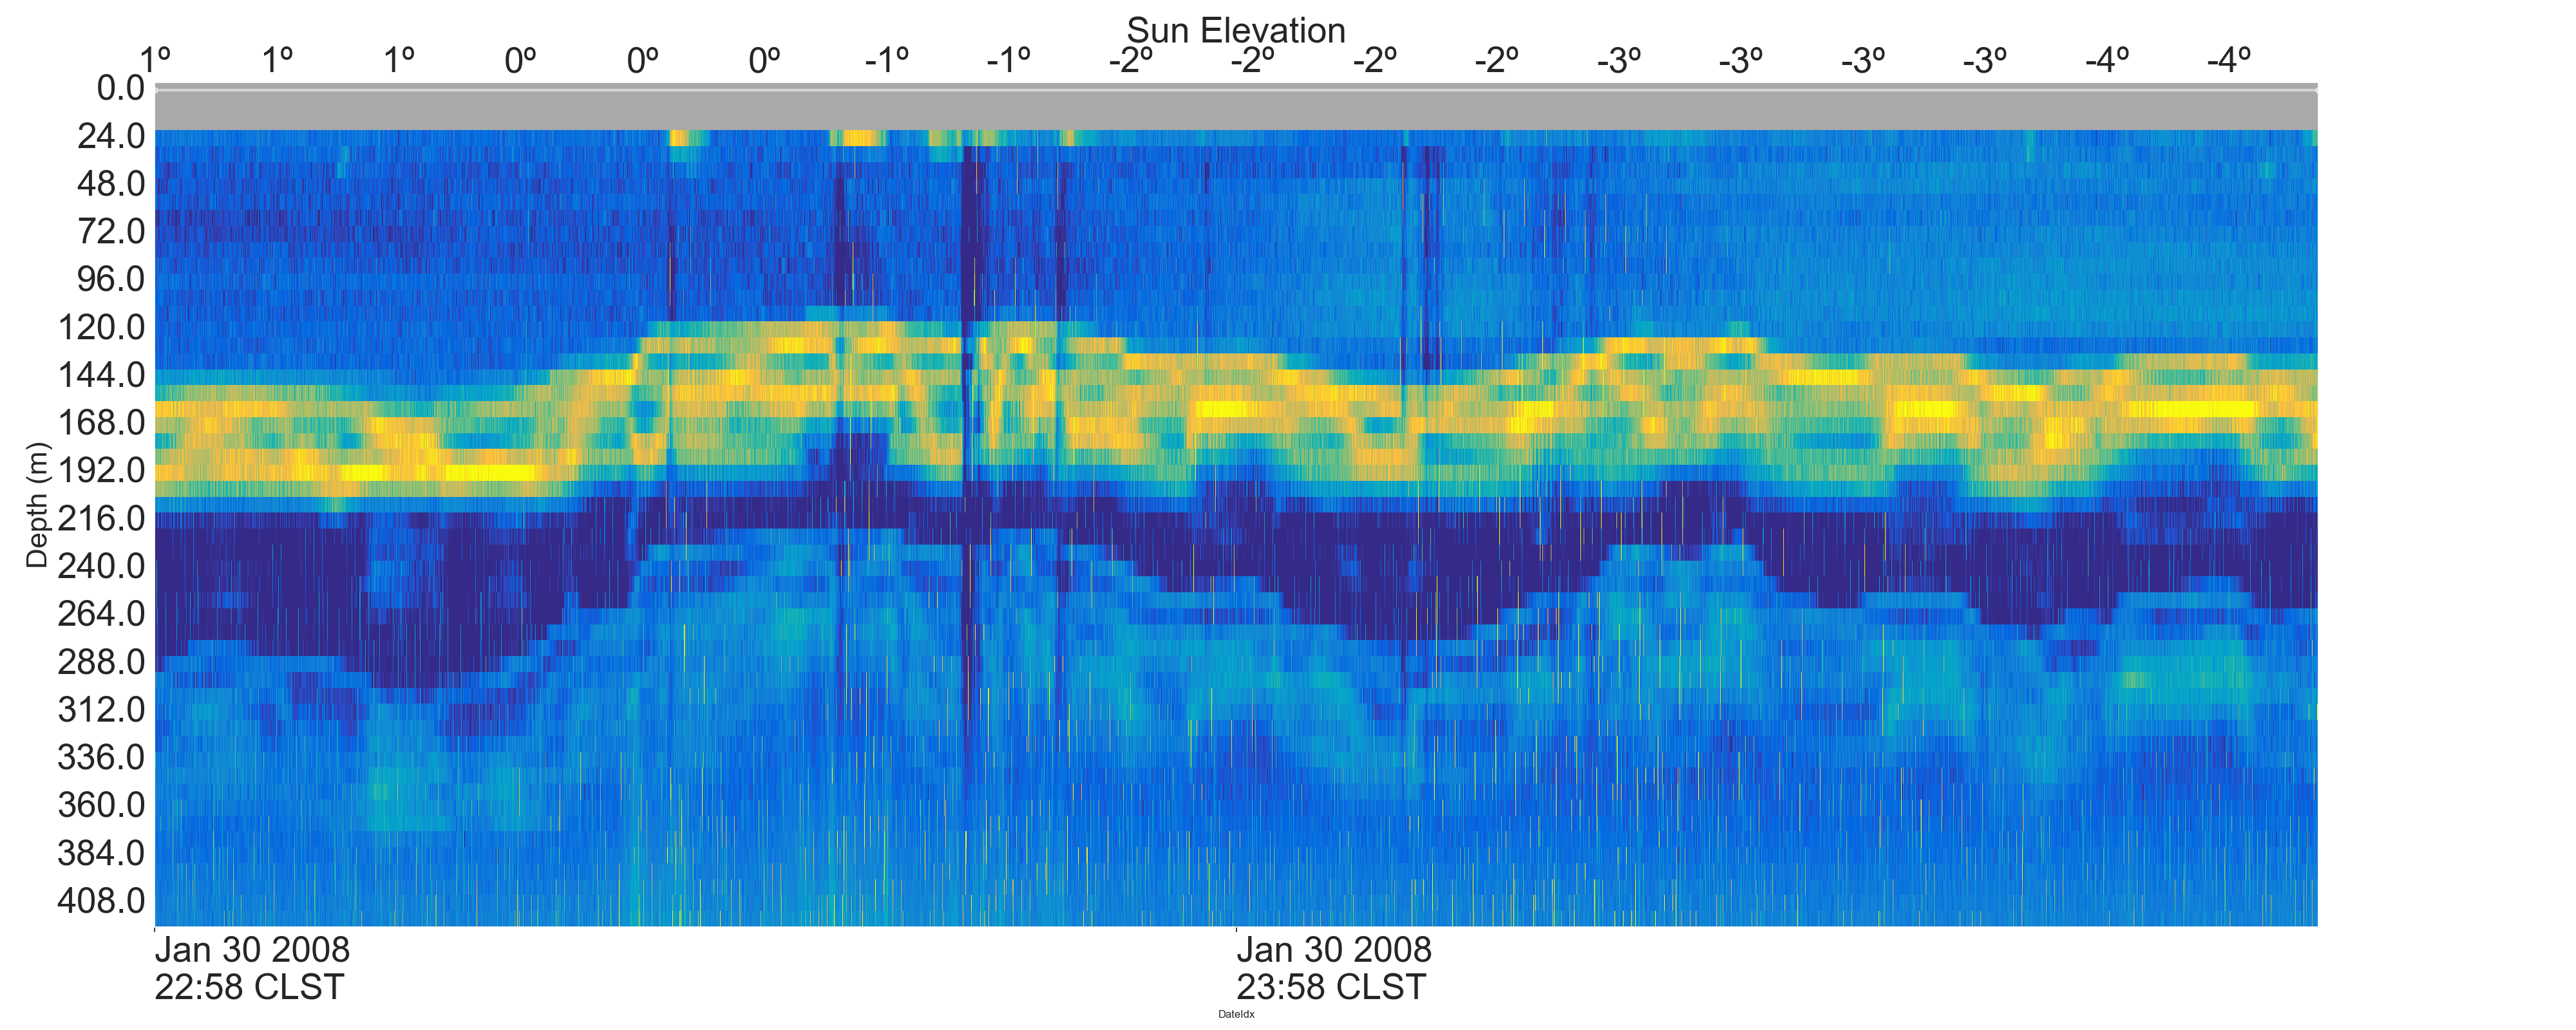 Sun Elevation
1º 1º 1º 0º 0º 0º -1º -1º -2º -2º -2º -2º -3º -3º -3º -3º -4º -4º
0.0
24.0
48.0
72.0
96.0
120.0
144.0
168.0
192.0
216.0
240.0
264.0
288.0
312.0
336.0
360.0
384.0
408.0
Depth (m)
Jan 30 2008
22:58 CLST
Jan 30 2008
23:58 CLST
DateIdx